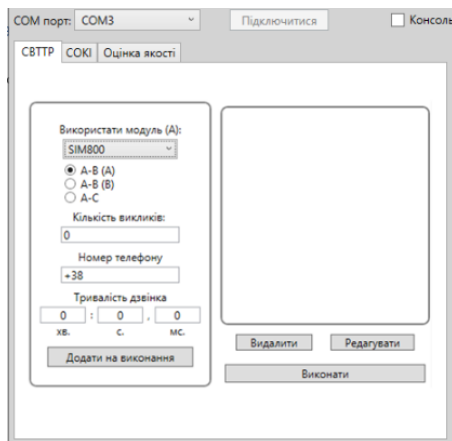 COM порт: COM3 Підключитися Консоль
СВТТР СОКІ Оцінка якості
Використати модуль (А):
SIM800
A-B (A)
A-B (B)
A-C
Кількість викликів:
0
Номер телефону
+38
Тривалість дзвінка
0 : 0 , 0
хв. с. мс.
Додати на виконання
Видалити Редагувати
Виконати